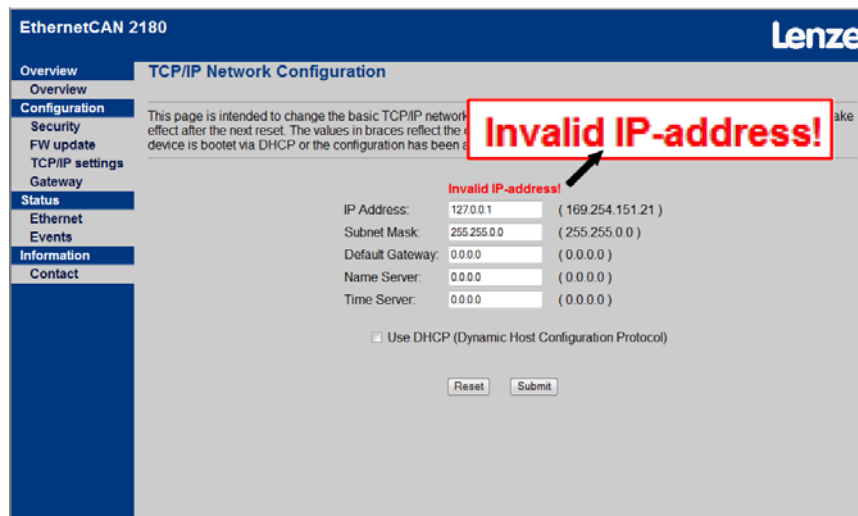 EthernetCAN 2180
Lenze
Overview
Overview
Configuration
Security
FW update
TCP/IP settings
Gateway
Status
Ethernet
Events
Information
Contact
TCP/IP Network Configuration
This page is intended to change the basic TCP/IP netwo ake
effect after the next reset. The values in braces reflect the
device is bootet via DHCP or the configuration has been a
Invalid IP-address!
Invalid IP-address!
IP Address: 127.0.0.1 ( 169.254.151.21 )
Subnet Mask: 255.255.0.0 ( 255.255.0.0 )
Default Gateway: 0.0.0.0 ( 0.0.0.0 )
Name Server: 0.0.0.0 ( 0.0.0.0 )
Time Server: 0.0.0.0 ( 0.0.0.0 )
Use DHCP (Dynamic Host Configuration Protocol)
Reset Submit